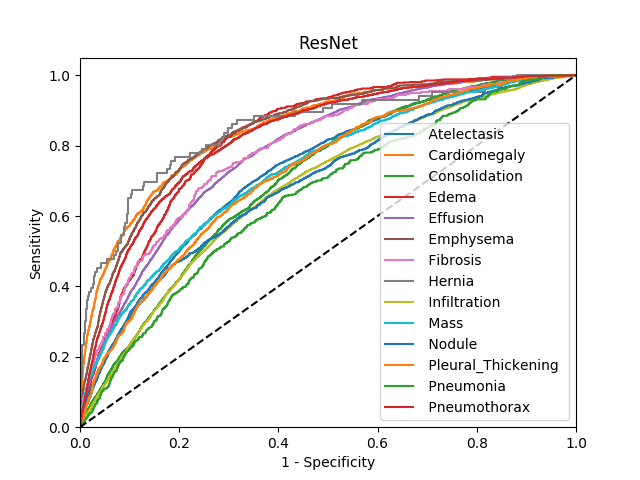 ResNet
1.0
0.8
0.6
0.4
0.2
0.0
Sensitivity
Atelectasis
Cardiomegaly
Consolidation
Edema
Effusion
Emphysema
Fibrosis
Hernia
Infiltration
Mass
Nodule
Pleural_Thickening
Pneumonia
Pneumothorax
0.0 0.2 0.4 0.6 0.8 1.0
1 - Specificity